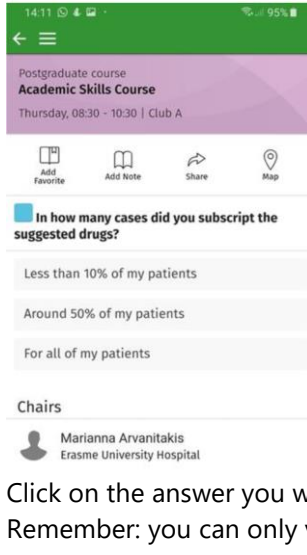 14:11
95%
Postgraduate course
Academic Skills Course
Thursday, 08:30 - 10:30 | Club A
Add Favorite
Add Note
Share
Map
In how many cases did you subscript the
suggested drugs?
Less than 10% of my patients
Around 50% of my patients
For all of my patients
Chairs
Marianna Arvanitakis
Erasme University Hospital
Click on the answer you w
Remember: you can only